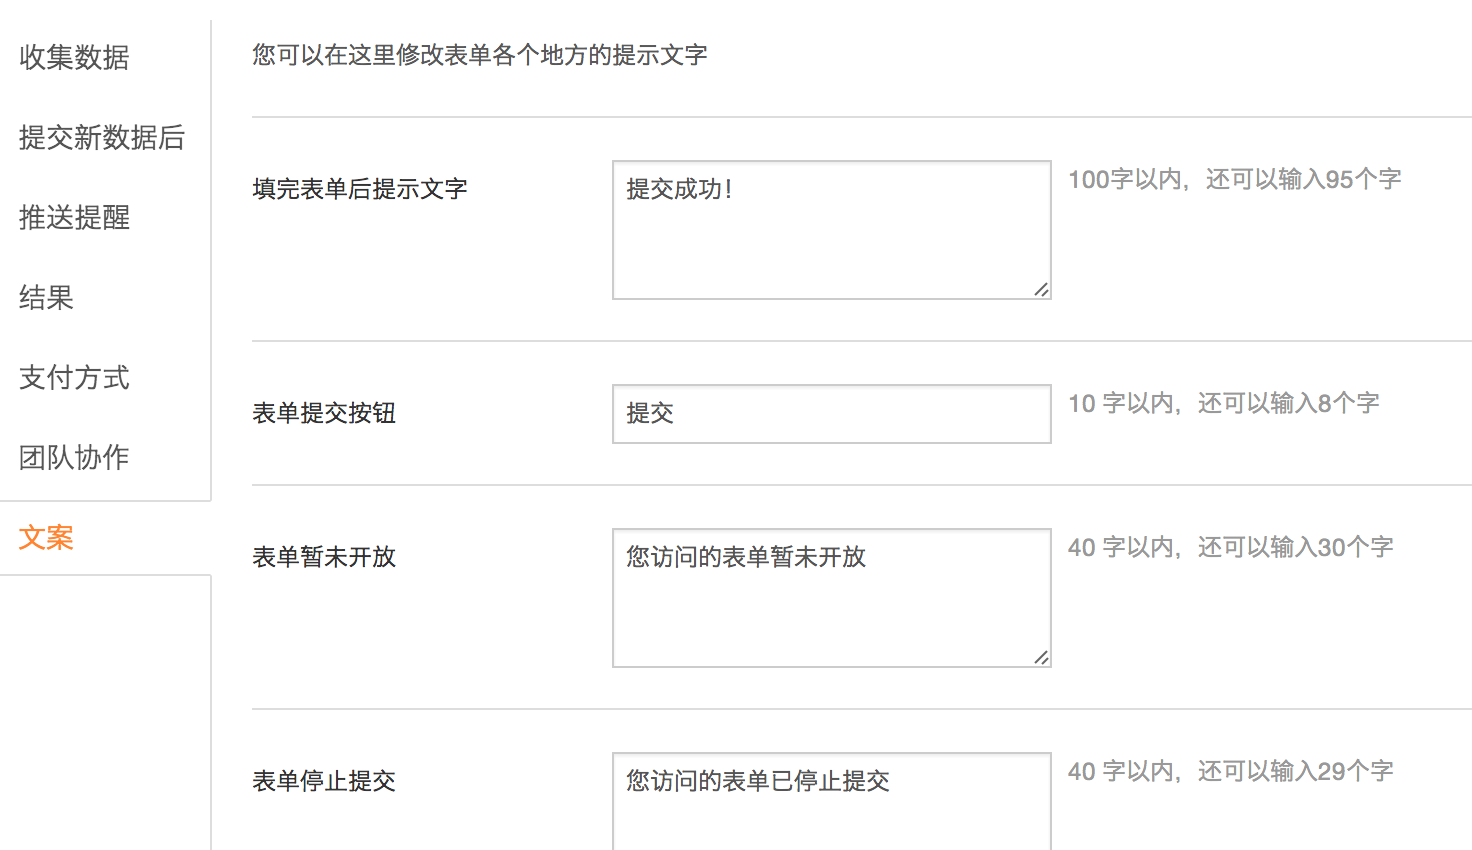 收集数据
提交新数据后
推送提醒
结果
支付方式
团队协作
文案
您可以在这里修改表单各个地方的提示文字
填完表单后提示文字
提交成功！
100字以内，还可以输入95个字
表单提交按钮
提交
10 字以内，还可以输入8个字
表单暂未开放
您访问的表单暂未开放
40 字以内，还可以输入30个字
表单停止提交
您访问的表单已停止提交
40 字以内，还可以输入29个字